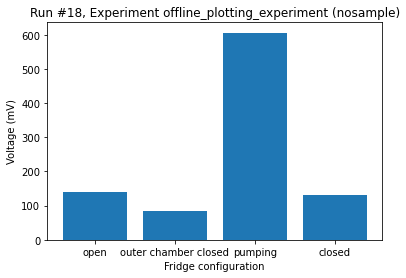 Run #18, Experiment offline_plotting_experiment (nosample)
600
500
400
300
200
100
0
Voltage (mV)
open outer chamber closed pumping closed
Fridge configuration